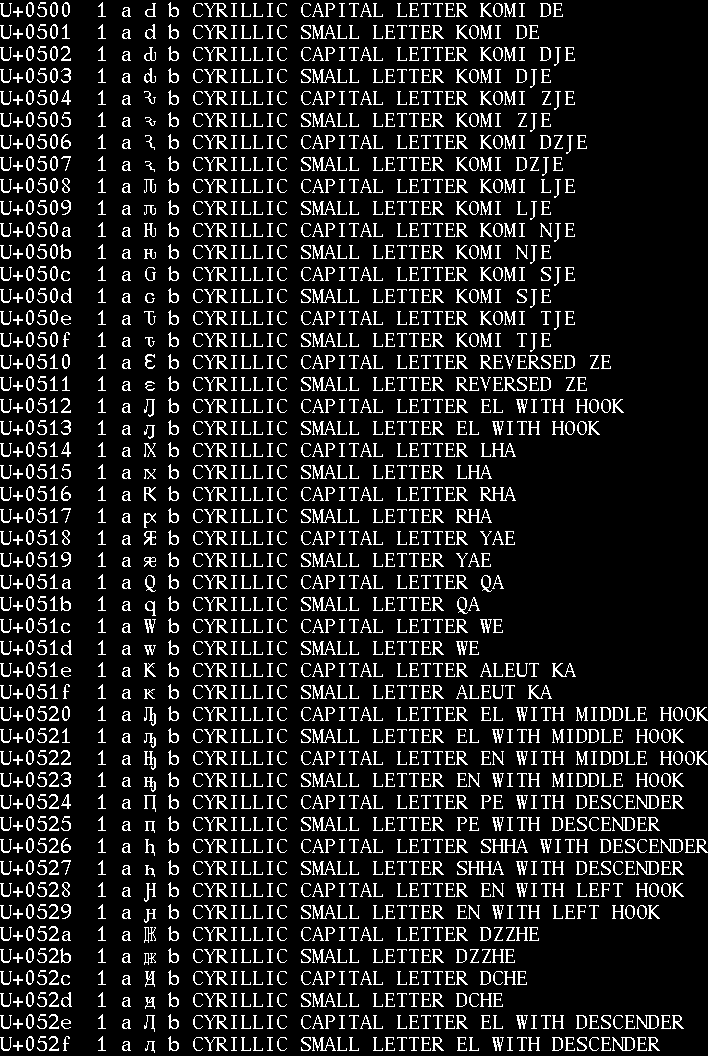 U+0500 1 a Ԁ b CYRILLIC CAPITAL LETTER KOMI DE
U+0501 1 a ԁ b CYRILLIC SMALL LETTER KOMI DE
U+0502 1 a Ԃ b CYRILLIC CAPITAL LETTER KOMI DJE
U+0503 1 a ԃ b CYRILLIC SMALL LETTER KOMI DJE
U+0504 1 a Ԅ b CYRILLIC CAPITAL LETTER KOMI ZJE
U+0505 1 a ԅ b CYRILLIC SMALL LETTER KOMI ZJE
U+0506 1 a Ԇ b CYRILLIC CAPITAL LETTER KOMI DZJE
U+0507 1 a ԇ b CYRILLIC SMALL LETTER KOMI DZJE
U+0508 1 a Ԉ b CYRILLIC CAPITAL LETTER KOMI LJE
U+0509 1 a ԉ b CYRILLIC SMALL LETTER KOMI LJE
U+050a 1 a Ԋ b CYRILLIC CAPITAL LETTER KOMI NJE
U+050b 1 a ԋ b CYRILLIC SMALL LETTER KOMI NJE
U+050c 1 a Ԍ b CYRILLIC CAPITAL LETTER KOMI SJE
U+050d 1 a ԍ b CYRILLIC SMALL LETTER KOMI SJE
U+050e 1 a Ԏ b CYRILLIC CAPITAL LETTER KOMI TJE
U+050f 1 a ԏ b CYRILLIC SMALL LETTER KOMI TJE
U+0510 1 a Ԑ b CYRILLIC CAPITAL LETTER REVERSED ZE
U+0511 1 a ԑ b CYRILLIC SMALL LETTER REVERSED ZE
U+0512 1 a Ԓ b CYRILLIC CAPITAL LETTER EL WITH HOOK
U+0513 1 a ԓ b CYRILLIC SMALL LETTER EL WITH HOOK
U+0514 1 a Ԕ b CYRILLIC CAPITAL LETTER LHA
U+0515 1 a ԕ b CYRILLIC SMALL LETTER LHA
U+0516 1 a Ԗ b CYRILLIC CAPITAL LETTER RHA
U+0517 1 a ԗ b CYRILLIC SMALL LETTER RHA
U+0518 1 a Ԙ b CYRILLIC CAPITAL LETTER YAE
U+0519 1 a ԙ b CYRILLIC SMALL LETTER YAE
U+051a 1 a Ԛ b CYRILLIC CAPITAL LETTER QA
U+051b 1 a ԛ b CYRILLIC SMALL LETTER QA
U+051c 1 a Ԝ b CYRILLIC CAPITAL LETTER WE
U+051d 1 a ԝ b CYRILLIC SMALL LETTER WE
U+051e 1 a Ԟ b CYRILLIC CAPITAL LETTER ALEUT KA
U+051f 1 a ԟ b CYRILLIC SMALL LETTER ALEUT KA
U+0520 1 a Ԡ b CYRILLIC CAPITAL LETTER EL WITH MIDDLE HOOK
U+0521 1 a ԡ b CYRILLIC SMALL LETTER EL WITH MIDDLE HOOK
U+0522 1 a Ԣ b CYRILLIC CAPITAL LETTER EN WITH MIDDLE HOOK
U+0523 1 a ԣ b CYRILLIC SMALL LETTER EN WITH MIDDLE HOOK
U+0524 1 a Ԥ b CYRILLIC CAPITAL LETTER PE WITH DESCENDER
U+0525 1 a ԥ b CYRILLIC SMALL LETTER PE WITH DESCENDER
U+0526 1 a Ԧ b CYRILLIC CAPITAL LETTER SHHA WITH DESCENDER
U+0527 1 a ԧ b CYRILLIC SMALL LETTER SHHA WITH DESCENDER
U+0528 1 a Ԩ b CYRILLIC CAPITAL LETTER EN WITH LEFT HOOK
U+0529 1 a ԩ b CYRILLIC SMALL LETTER EN WITH LEFT HOOK
U+052a 1 a Ԫ b CYRILLIC CAPITAL LETTER DZZHE
U+052b 1 a ԫ b CYRILLIC SMALL LETTER DZZHE
U+052c 1 a Ԭ b CYRILLIC CAPITAL LETTER DCHE
U+052d 1 a ԭ b CYRILLIC SMALL LETTER DCHE
U+052e 1 a Ԯ b CYRILLIC CAPITAL LETTER EL WITH DESCENDER
U+052f 1 a ԯ b CYRILLIC SMALL LETTER EL WITH DESCENDER